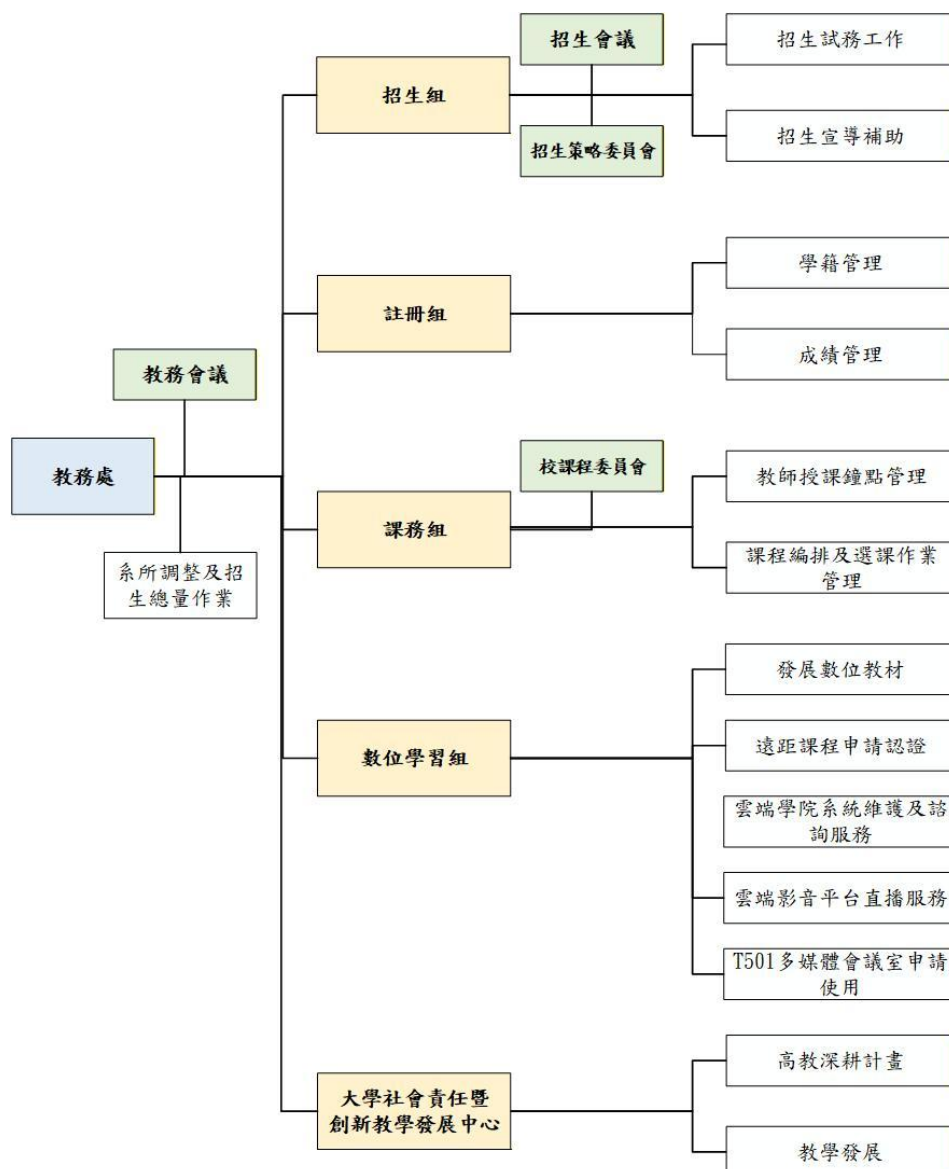 招生會議
招生試務工作
招生組
招生策略委員會
招生宣導補助
學籍管理
註冊組
成績管理
教務會議
教務處
系所調整及招
生總量作業
校課程委員會
教師授課鐘點管理
課務組
課程編排及選課作業
管理
發展數位教材
數位學習組
遠距課程申請認證
雲端學院系統維護及諮
詢服務
雲端影音平台直播服務
T501多媒體會議室申請
使用
高教深耕計畫
大學社會責任暨
創新教學發展中心
教學發展